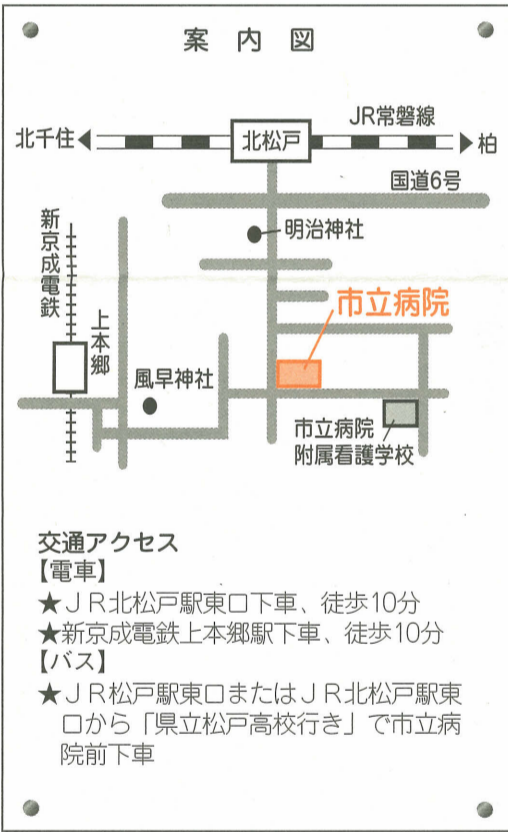 案内図
JR常磐線
北千住
北松戸
柏
国道6号
明治神社
新京成電鉄
上本郷
市立病院
風早神社
市立病院
附属看護学校
交通アクセス
【電車】
★JR北松戸駅東口下車、徒歩10分
★新京成電鉄上本郷駅下車、徒歩10分
【バス】
★JR松戸駅東口またはJR北松戸駅東
口から「県立松戸高校行き」で市立病
院前下車